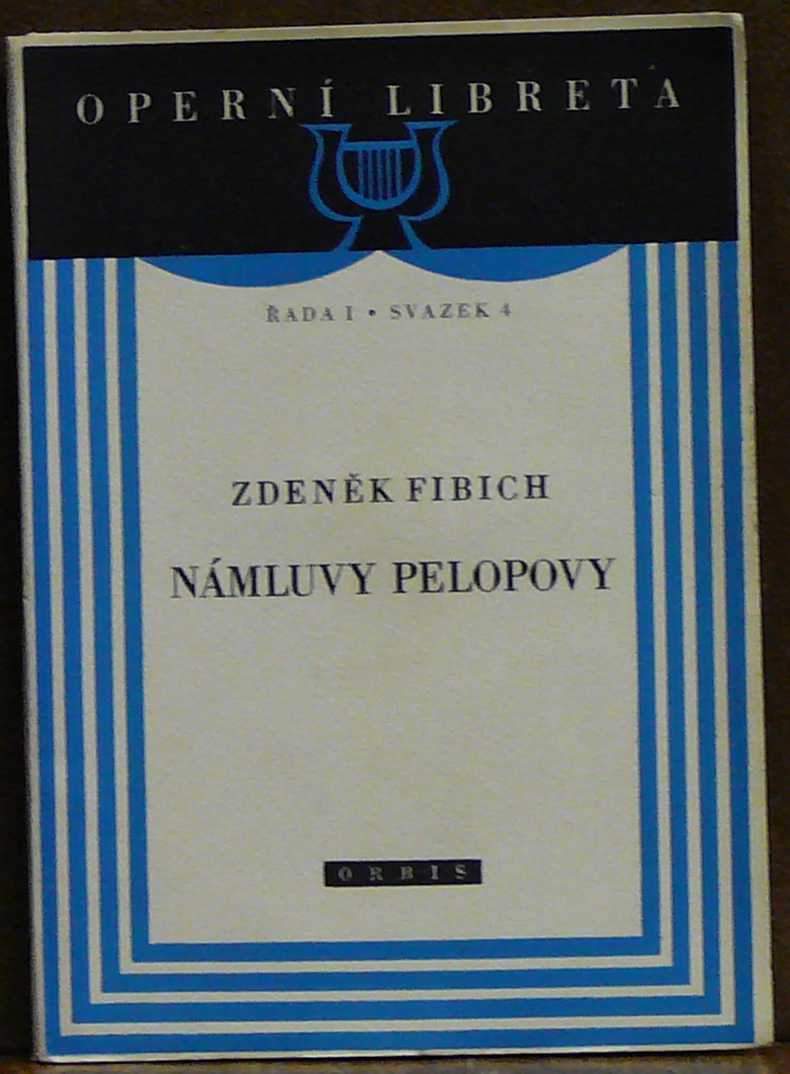 OPERNÍ LIBRETA
ŘADA I • SVAZEK 4
ZDENĚK FIBICH
NÁMLUVY PELOPOVY
ORBIS